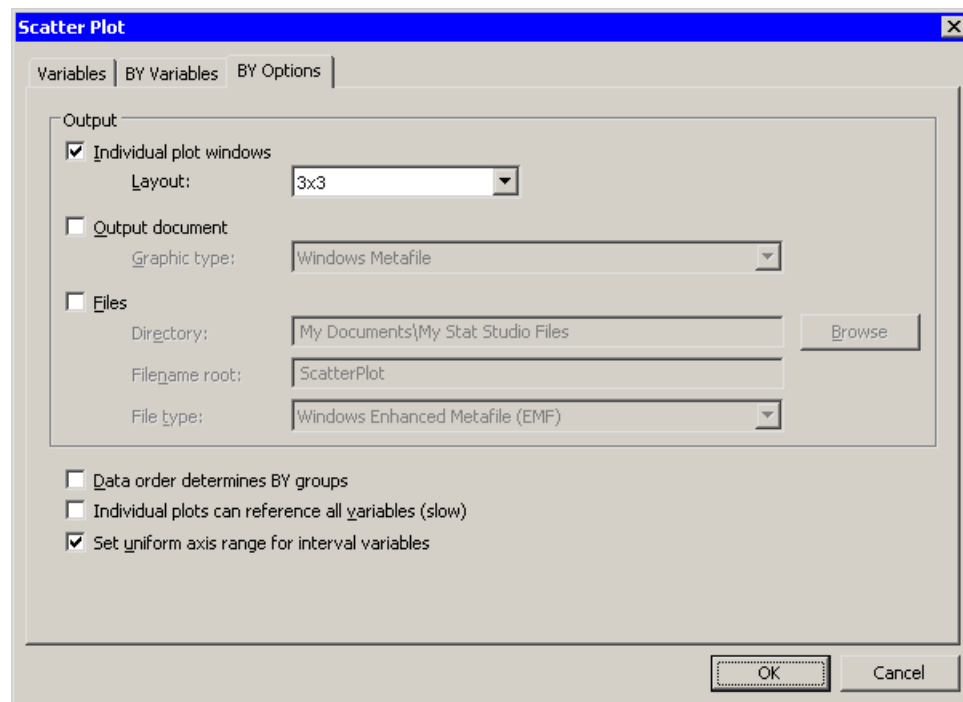 Scatter Plot
Variables BY Variables BY Options
Output
Individual plot windows
Layout: 3x3
Output document
Graphic type: Windows Metafile
Files
Directory: My Documents\My Stat Studio Files Browse
Filename root: ScatterPlot
File type: Windows Enhanced Metafile (EMF)
Data order determines BY groups
Individual plots can reference all variables (slow)
Set uniform axis range for interval variables
OK Cancel